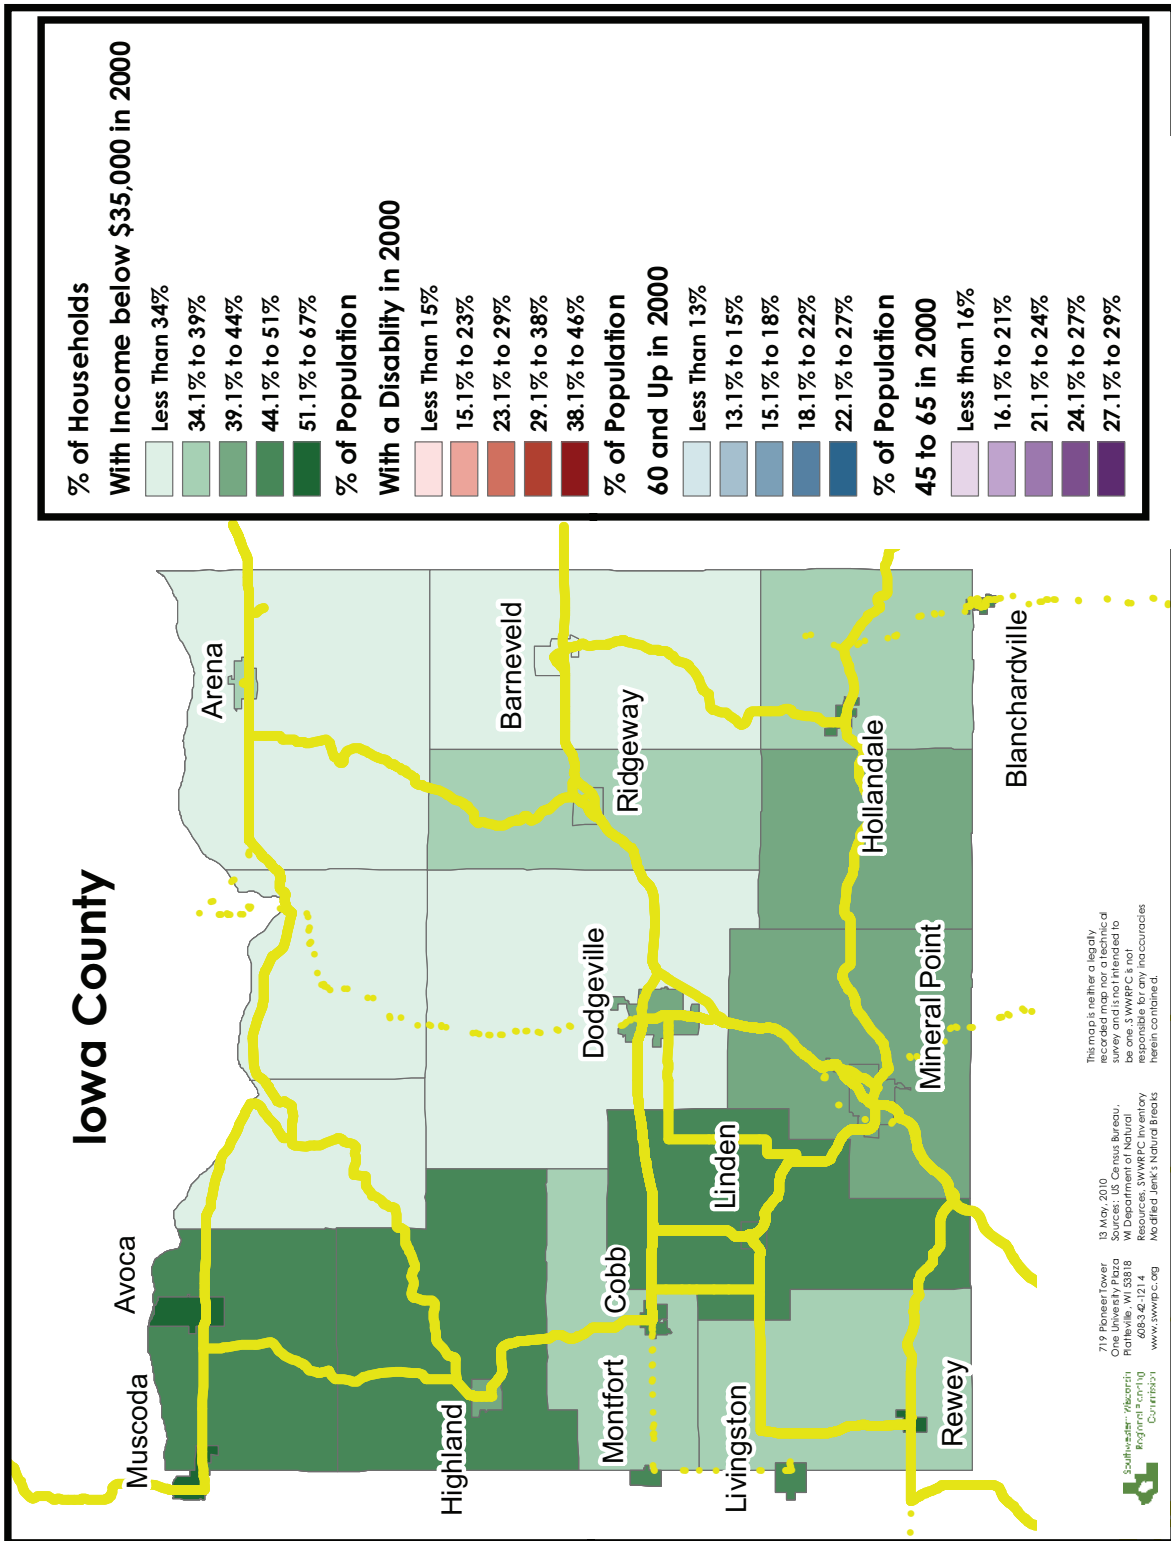 Iowa County
Muscoda
Avoca
Arena
Highland
Barneveld
Ridgeway
Dodgeville
Montfort
Cobb
Linden
Livingston
Hollandale
Mineral Point
Rewey
Blanchardville
% of Households
With Income below $35,000 in 2000
Less Than 34%
34.1% to 39%
39.1% to 44%
44.1% to 51%
51.1% to 67%
% of Population
With a Disablity in 2000
Less Than 15%
15.1% to 23%
23.1% to 29%
29.1% to 38%
38.1% to 46%
% of Population
60 and Up in 2000
Less Than 13%
13.1% to 15%
15.1% to 18%
18.1% to 22%
22.1% to 27%
% of Population
45 to 65 in 2000
Less than 16%
16.1% to 21%
21.1% to 24%
24.1% to 27%
27.1% to 29%
Southwestern Wisconsin
Regional Planning
Commission
719 Pioneer Tower
One University Plaza
Platteville, WI 53818
608-342-1214
www.swwrpc.org
13 May, 2010
Sources: US Census Bureau,
WI Department of Natural
Resources, SWWRPC Inventory
Modified Jenk's Natural Breaks
This map is neither a legally
recorded map nor a technical
survey and is not intended to
be one. SWWRPC is not
responsible for any inaccuracies
herein contained.